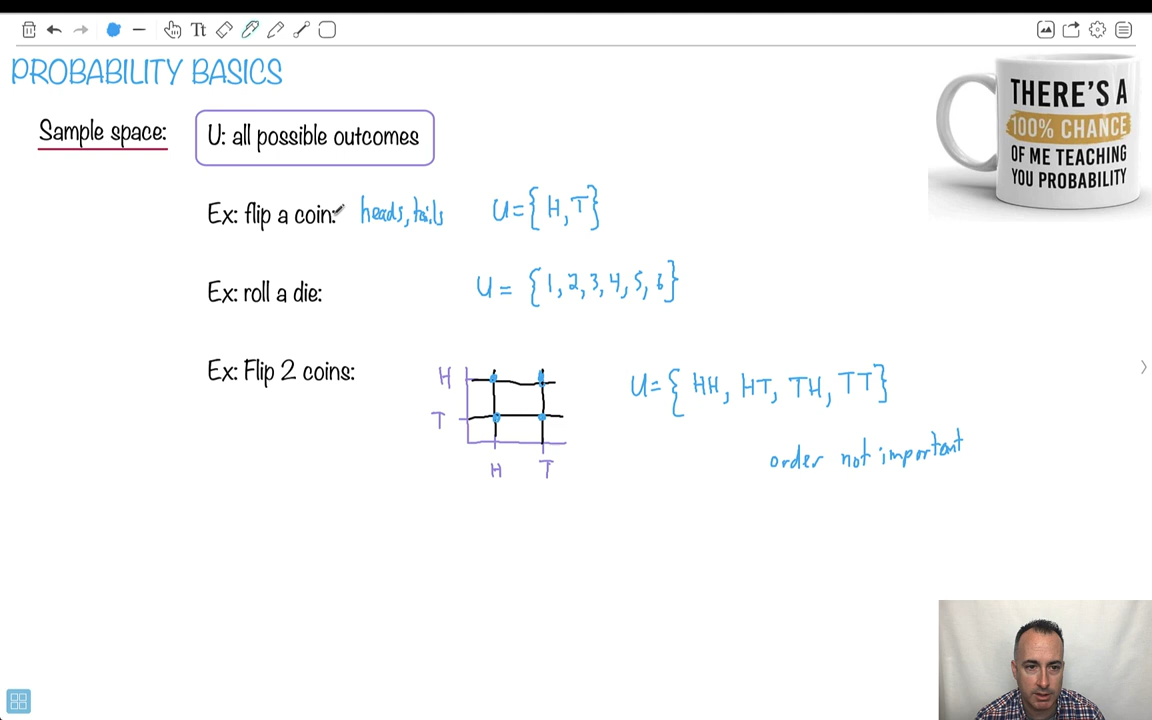 Tt
PROBABILITY BASICS
Sample space: U: all possible outcomes
Ex: flip a coin: heads, tails U={H,T}
Ex: roll a die: U = {1,2,3,4,5,6}
Ex: Flip 2 coins:
H
T
H T
U={HH, HT, TH, TT}
order not important
THERE'S A
100% CHANCE
OF ME TEACHING
YOU PROBABILITY